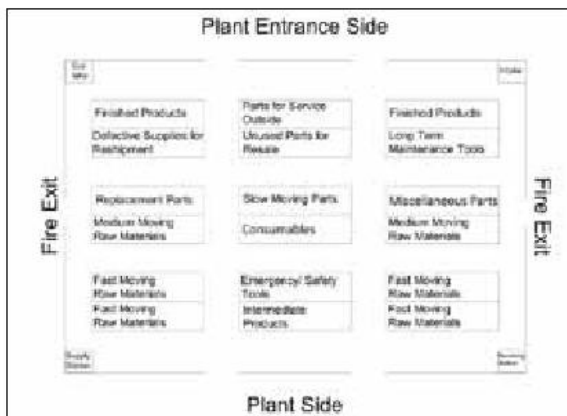 Plant Entrance Side
Finished Products
Defective Supplies for
Reshipment
Parts for Service
Outside
Unused Parts for
Resale
Finished Products
Long Term
Maintenance Tools
Fire Exit
Replacement Parts
Medium Moving
Raw Materials
Slow Moving Parts
Consumables
Miscellaneous Parts
Medium Moving
Raw Materials
Fire Exit
Fast Moving
Raw Materials
Fast Moving
Raw Materials
Emergency/ Safety
Tools
Intermediate
Products
Fast Moving
Raw Materials
Fast Moving
Raw Materials
Plant Side